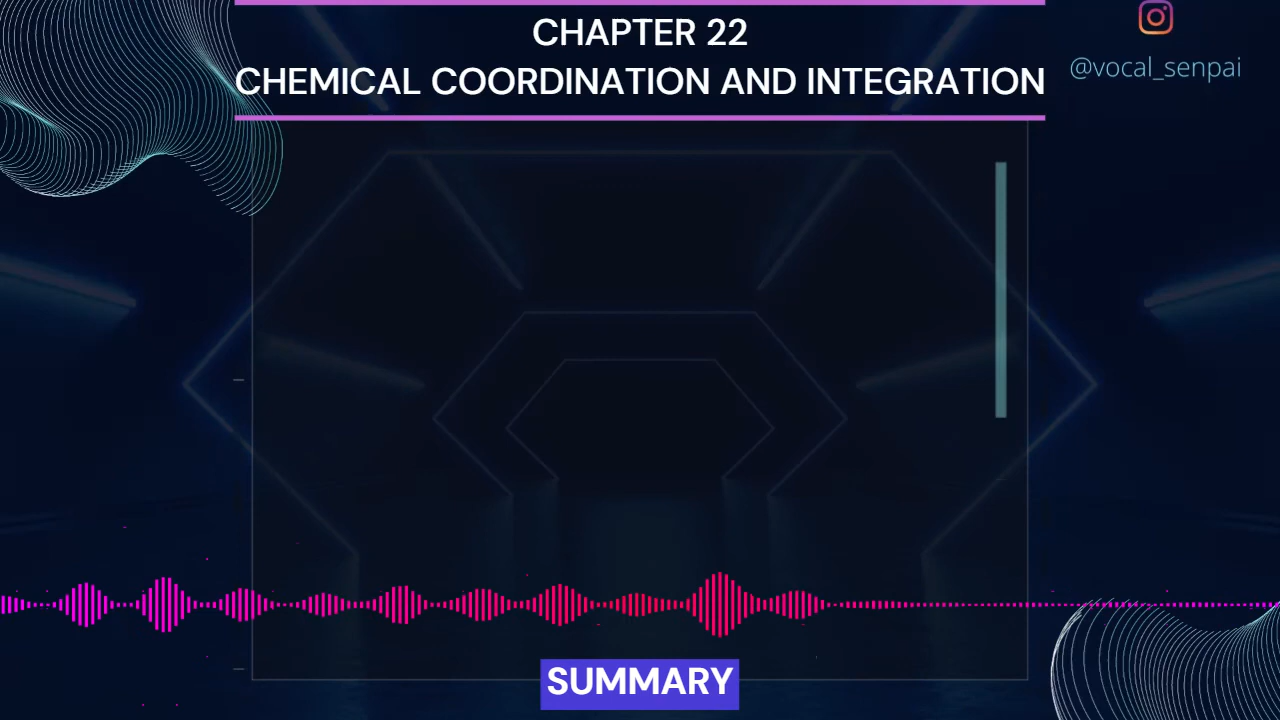 CHAPTER 22
CHEMICAL COORDINATION AND INTEGRATION
@vocal_senpai
SUMMARY